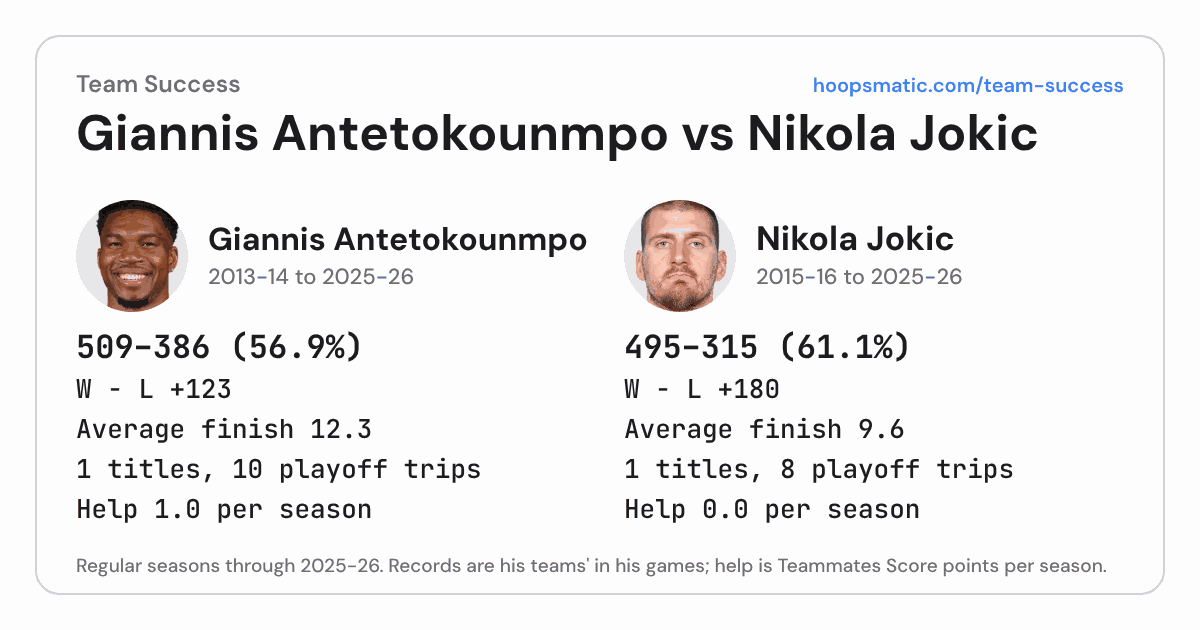 Team Success
hoopsmatic.com/team-success
Giannis Antetokounmpo vs Nikola Jokic
Giannis Antetokounmpo
2013-14 to 2025-26
509-386 (56.9%)
W - L +123
Average finish 12.3
1 titles, 10 playoff trips
Help 1.0 per season
Nikola Jokic
2015-16 to 2025-26
495-315 (61.1%)
W - L +180
Average finish 9.6
1 titles, 8 playoff trips
Help 0.0 per season
Regular seasons through 2025-26. Records are his teams' in his games; help is Teammates Score points per season.